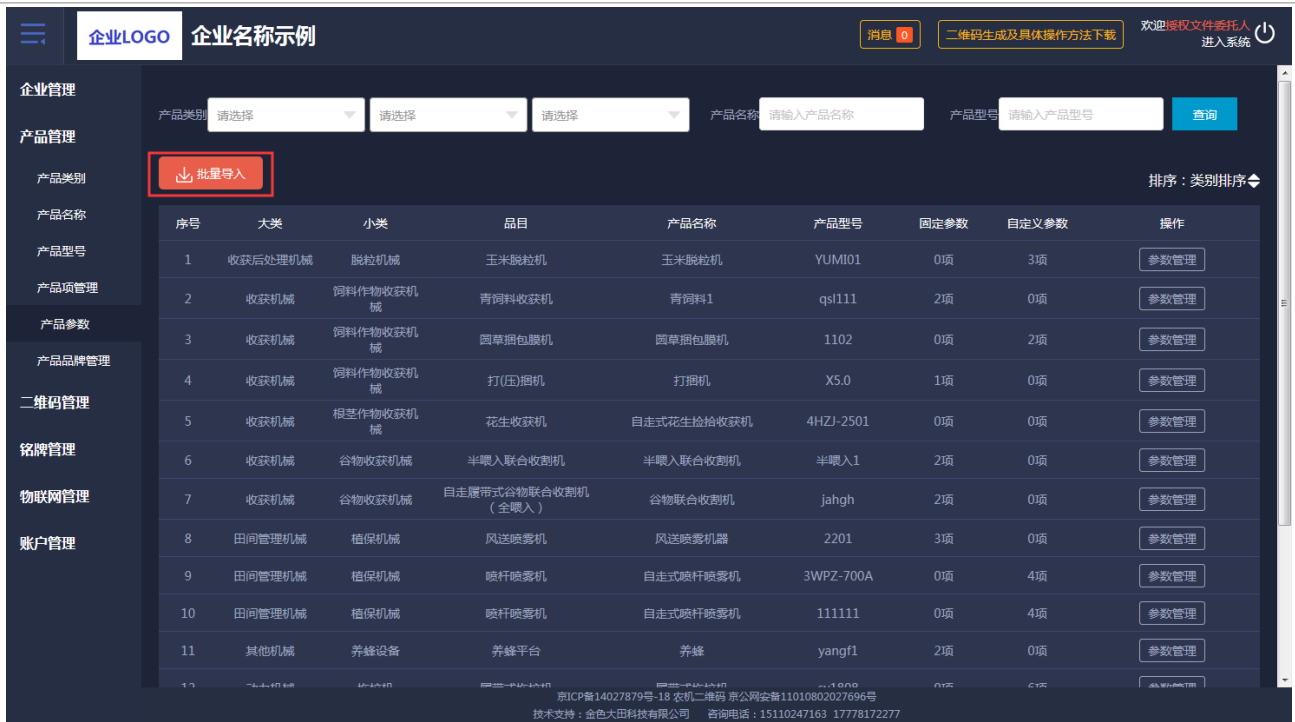 企业LOGO 企业名称示例 消息 0 二维码生成及具体操作方法下载 欢迎授权文件委托人
进入系统
企业管理
产品管理
产品类别
产品名称
产品型号
产品项管理
产品参数
产品品牌管理
二维码管理
铭牌管理
物联网管理
账户管理
产品类别 请选择 请选择 请选择 产品名称 请输入产品名称 产品型号 请输入产品型号 查询
批量导入
排序：类别排序
序号 大类 小类 品目 产品名称 产品型号 固定参数 自定义参数 操作
1 收获后处理机械 脱粒机械 玉米脱粒机 玉米脱粒机 YUMI01 0项 3项 参数管理
2 收获机械 饲料作物收获机械 青饲料收获机 青饲料1 qsl111 2项 0项 参数管理
3 收获机械 饲料作物收获机械 圆草捆包膜机 圆草捆包膜机 1102 0项 2项 参数管理
4 收获机械 饲料作物收获机械 打(压)捆机 打捆机 X5.0 1项 0项 参数管理
5 收获机械 根茎作物收获机械 花生收获机 自走式花生捡拾收获机 4HZJ-2501 0项 0项 参数管理
6 收获机械 谷物收获机械 半喂入联合收割机 半喂入联合收割机 半喂入1 2项 0项 参数管理
7 收获机械 谷物收获机械 自走履带式谷物联合收割机（全喂入） 谷物联合收割机 jahgh 2项 0项 参数管理
8 田间管理机械 植保机械 风送喷雾机 风送喷雾机器 2201 3项 0项 参数管理
9 田间管理机械 植保机械 喷杆喷雾机 自走式喷杆喷雾机 3WPZ-700A 0项 4项 参数管理
10 田间管理机械 植保机械 喷杆喷雾机 自走式喷杆喷雾机 111111 0项 4项 参数管理
11 其他机械 养蜂设备 养蜂平台 养蜂 yangf1 2项 0项 参数管理
京ICP备14027879号-18 农机二维码 京公网安备11010802027696号
技术支持：金色大田科技有限公司 咨询电话：15110247163 17778172277